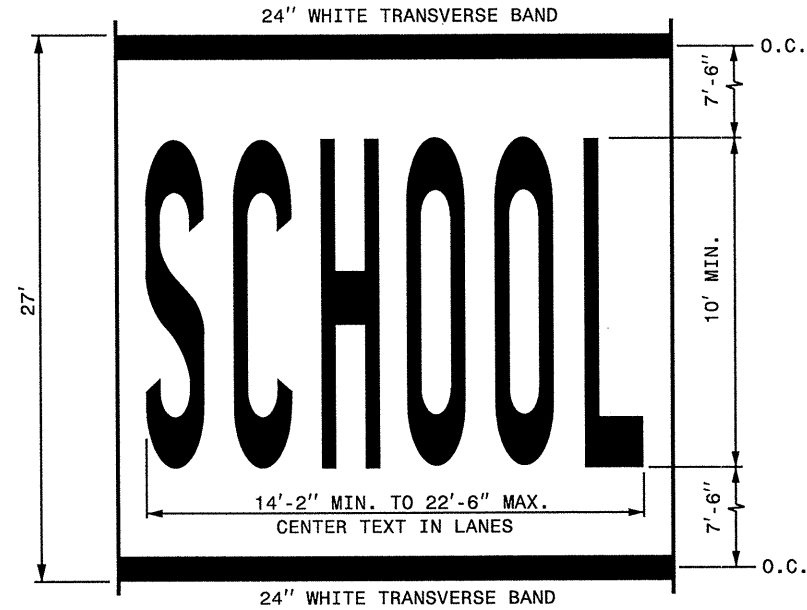 24" WHITE TRANSVERSE BAND
O.C.
7'-6"
SCHOOL
27'
10' MIN.
14'-2" MIN. TO 22'-6" MAX.
CENTER TEXT IN LANES
7'-6"
O.C.
24" WHITE TRANSVERSE BAND